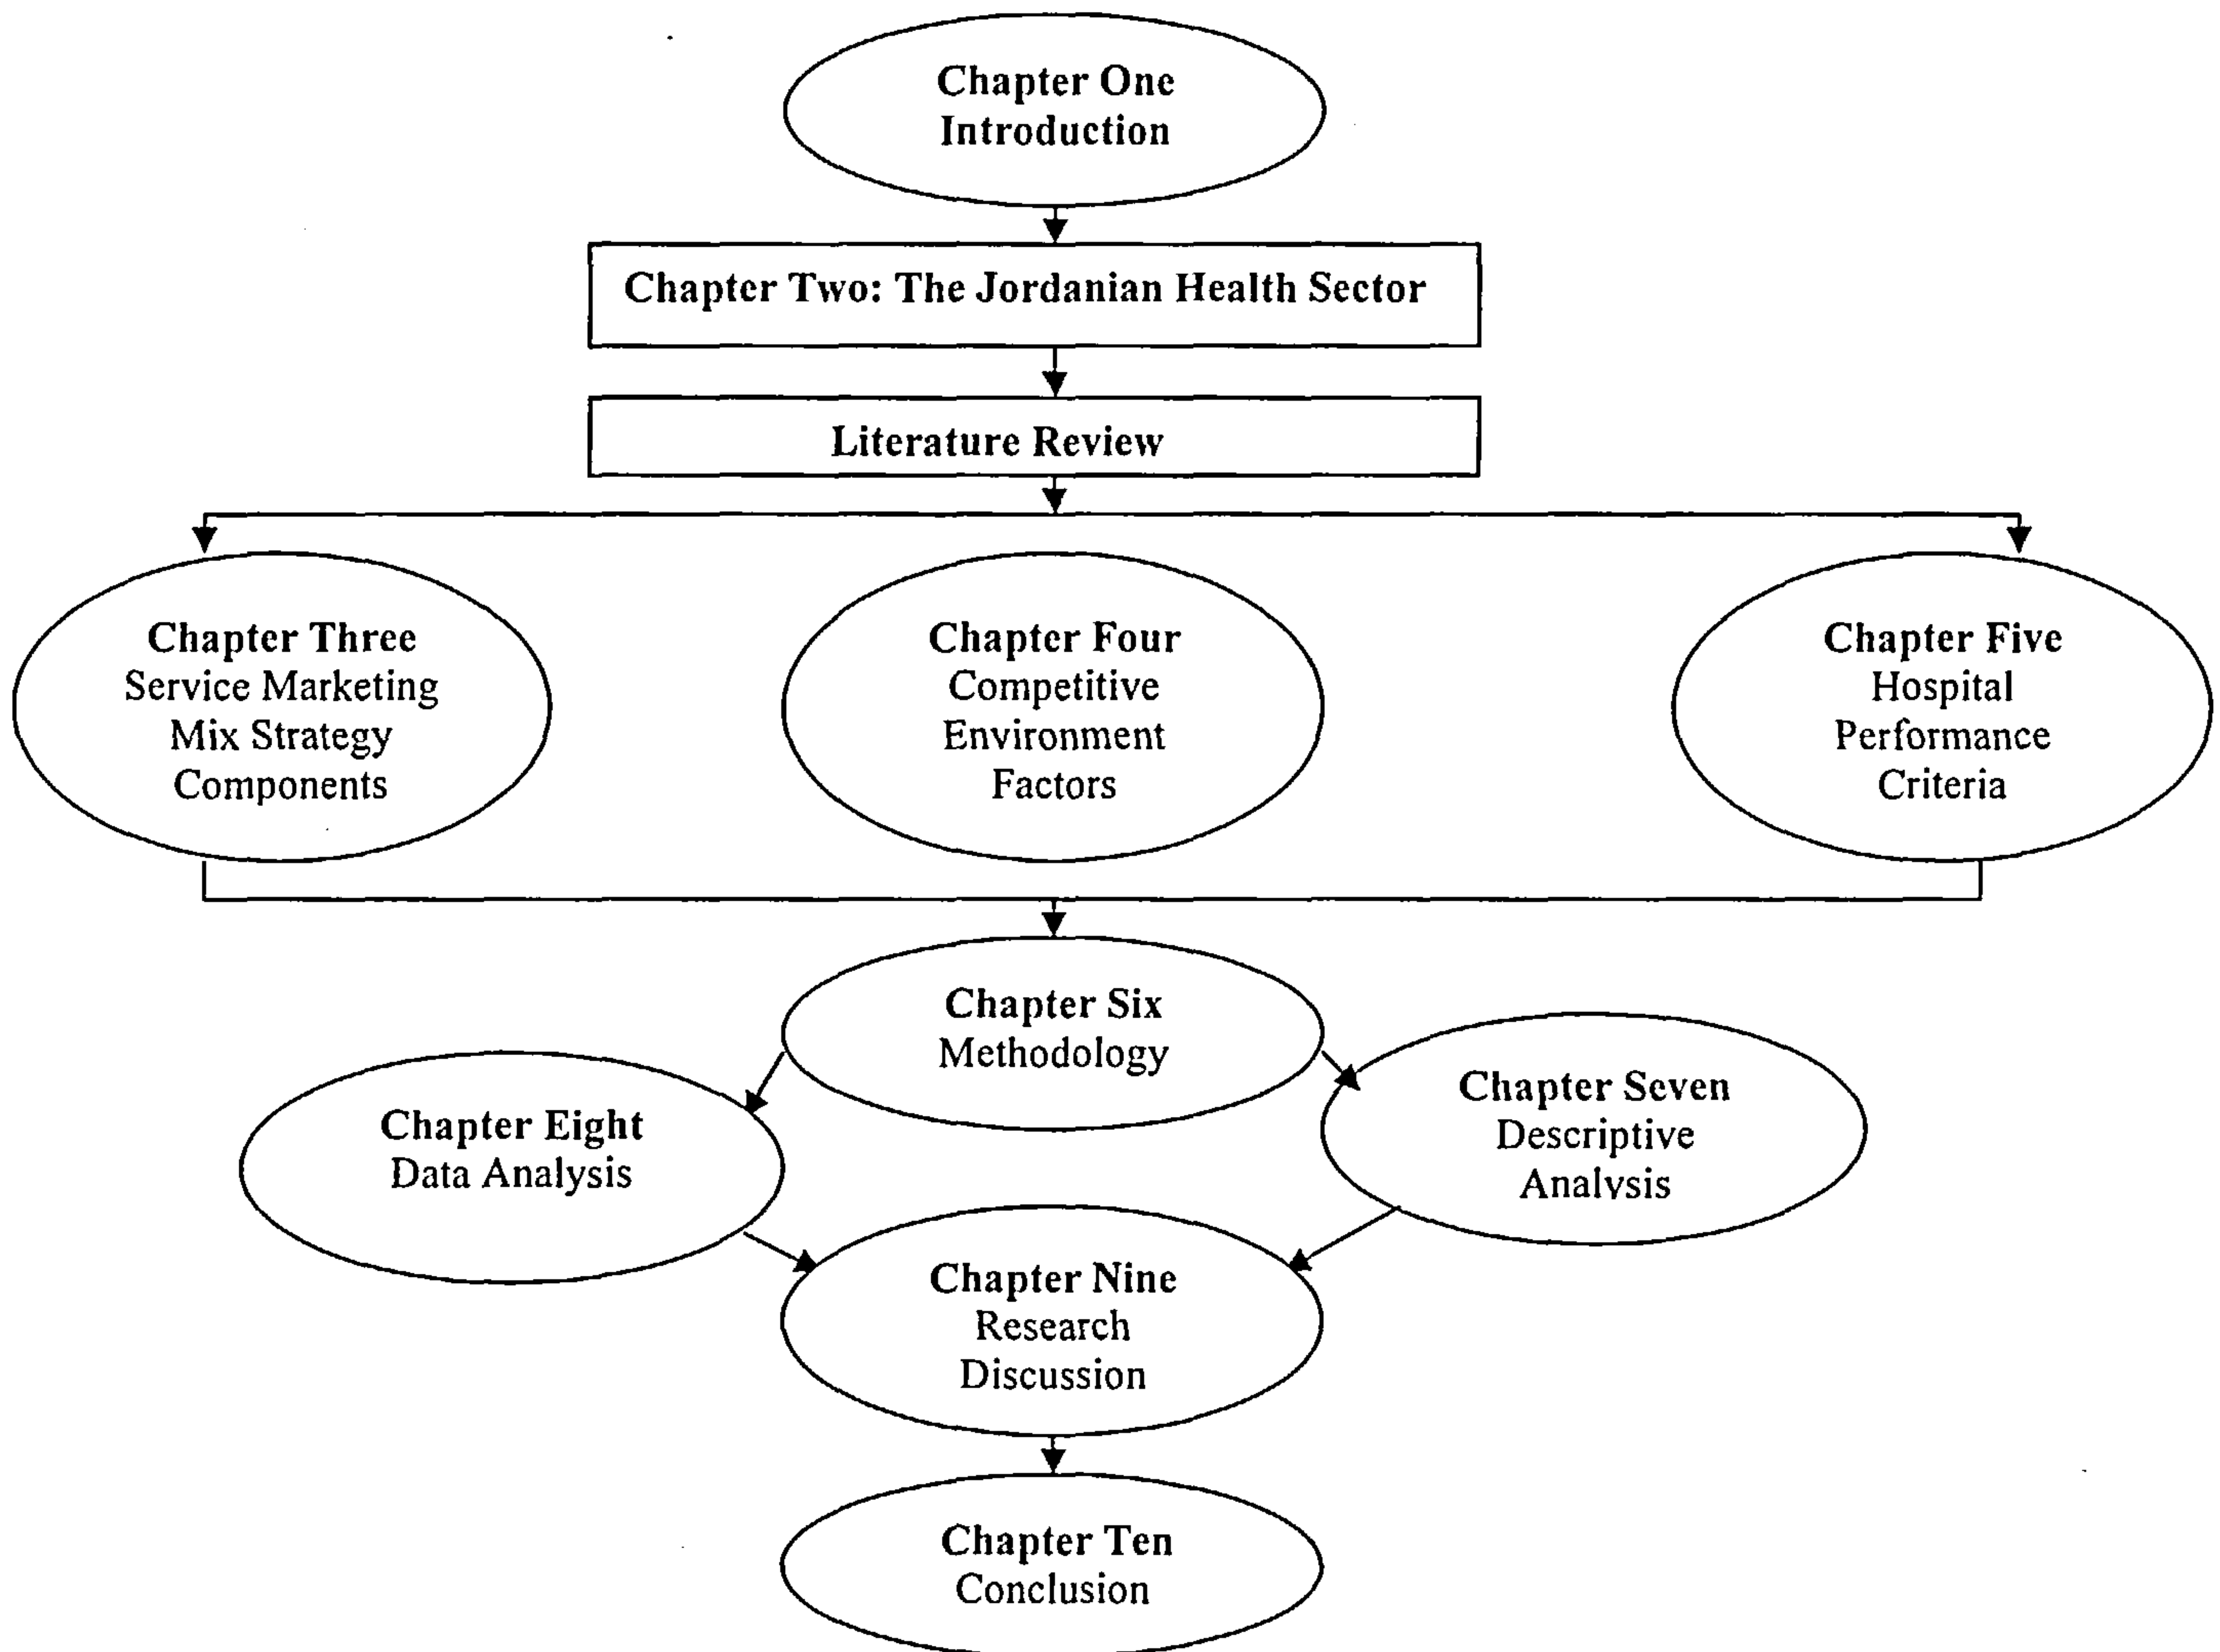 Chapter One
Introduction
Chapter Two: The Jordanian Health Sector
Literature Review
Chapter Three
Service Marketing
Mix Strategy
Components
Chapter Four
Competitive
Environment
Factors
Chapter Five
Hospital
Performance
Criteria
Chapter Six
Methodology
Chapter Eight
Data Analysis
Chapter Seven
Descriptive
Analysis
Chapter Nine
Research
Discussion
Chapter Ten
Conclusion